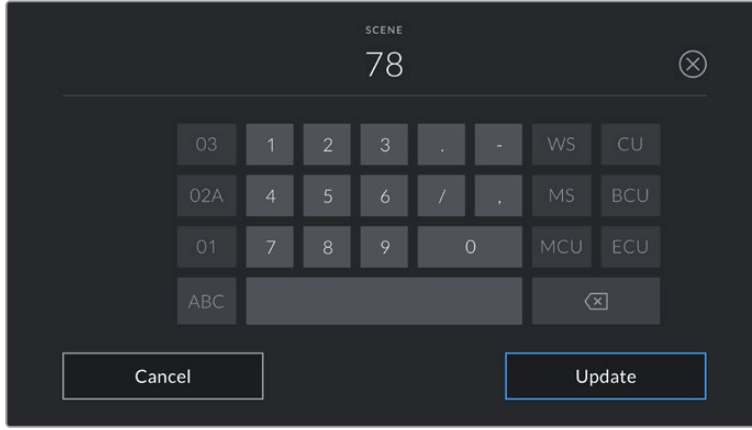 SCENE
78
03 1 2 3 . - WS CU
02A 4 5 6 / , MS BCU
01 7 8 9 0 MCU ECU
ABC
Cancel Update